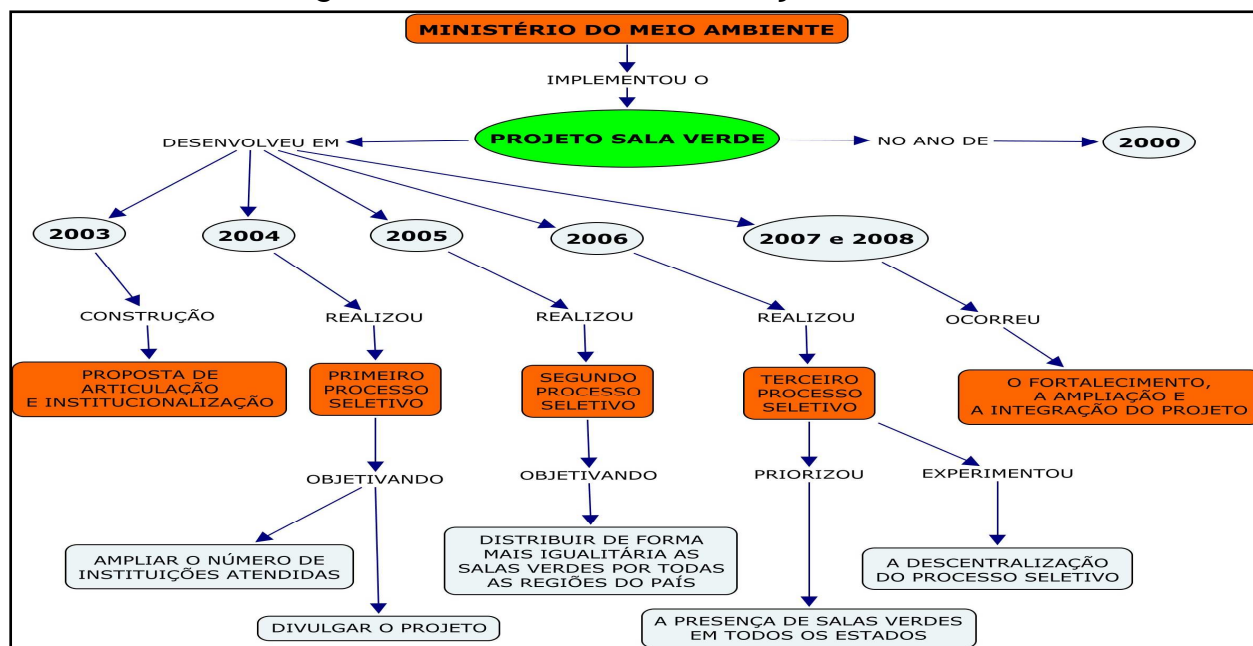 MINISTÉRIO DO MEIO AMBIENTE
IMPLEMENTOU O
PROJETO SALA VERDE
DESENVOLVEU EM
NO ANO DE
2000
2003
2004
2005
2006
2007 e 2008
CONSTRUÇÃO
REALIZOU
REALIZOU
REALIZOU
OCORREU
PROPOSTA DE
ARTICULAÇÃO
E INSTITUCIONALIZAÇÃO
PRIMEIRO
PROCESSO
SELETIVO
SEGUNDO
PROCESSO
SELETIVO
TERCEIRO
PROCESSO
SELETIVO
O FORTALECIMENTO,
A AMPLIAÇÃO E
A INTEGRAÇÃO DO PROJETO
OBJETIVANDO
OBJETIVANDO
PRIORIZOU
EXPERIMENTOU
AMPLIAR O NÚMERO DE
INSTITUIÇÕES ATENDIDAS
DISTRIBUIR DE FORMA
MAIS IGUALITÁRIA AS
SALAS VERDES POR TODAS
AS REGIÕES DO PAÍS
A DESCENTRALIZAÇÃO
DO PROCESSO SELETIVO
DIVULGAR O PROJETO
A PRESENÇA DE SALAS VERDES
EM TODOS OS ESTADOS